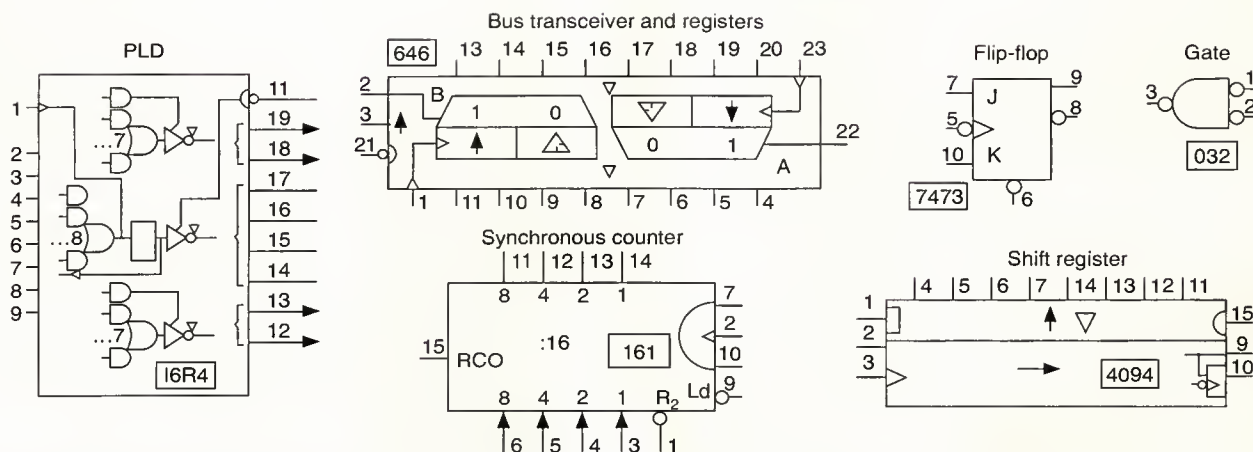 Bus transceiver and registers
PLD
646
13 14 15 16 17 18 19 20 23
Flip-flop
Gate
1
11
19
18
17
16
15
14
13
12
2
3
4
5
6
7
8
9
...7
...8
...7
I6R4
2
3
21
B
1 0
0 1
A
22
1 11 10 9 8 7 6 5 4
7
J
9
5
8
K
10
6
7473
3
1
2
032
Synchronous counter
11 12 13 14
8 4 2 1
7
2
10
9
15 RCO
:16
161
Ld
8 4 2 1 R2
6 5 4 3 1
Shift register
4 5 6 7 14 13 12 11
1
2
3
15
9
10
4094